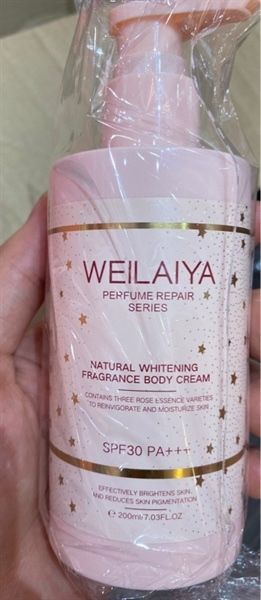 WEILAIYA
PERFUME REPAIR
SERIES
NATURAL WHITENING
FRAGRANCE BODY CREAM
CONTAINS THREE ROSE ESSENCE VARIETIES
TO REINVIGORATE AND MOISTURIZE SKIN
SPF30 PA+++
EFFECTIVELY BRIGHTENS SKIN
AND REDUCES SKIN PIGMENTATION
℮ 200ml/7.03FL.OZ